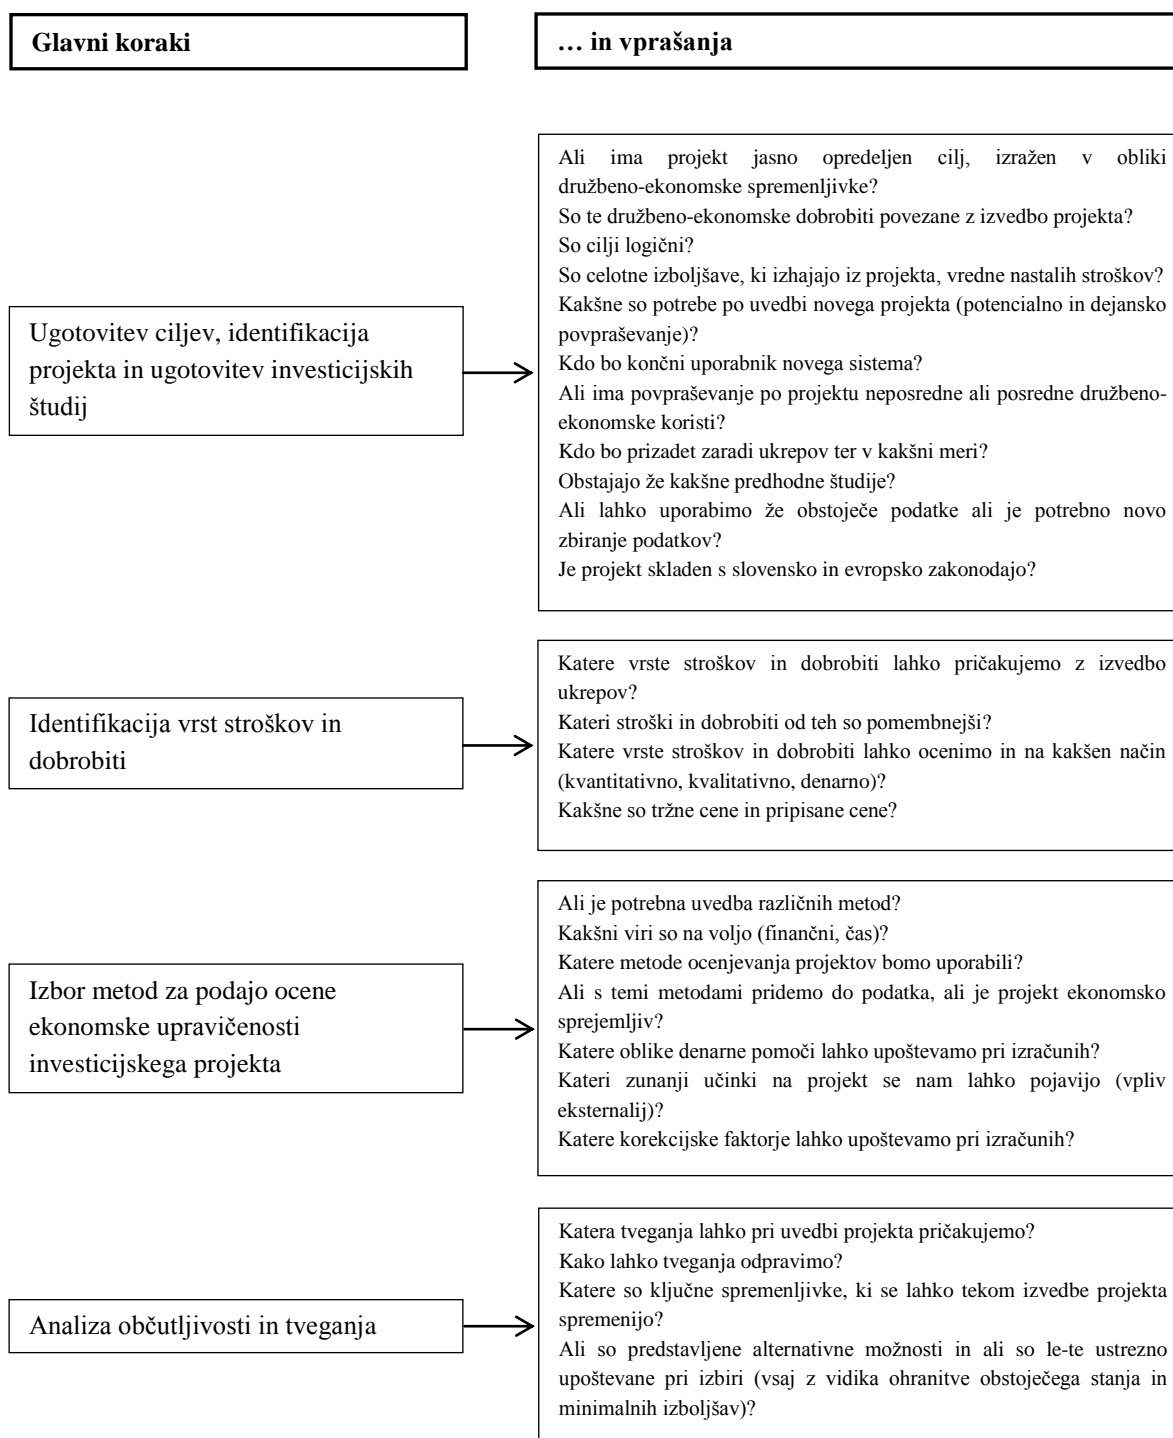 Glavni koraki
… in vprašanja
Ugotovitev ciljev, identifikacija
projekta in ugotovitev investicijskih
študij
Ali ima projekt jasno opredeljen cilj, izražen v obliki
družbeno-ekonomske spremenljivke?
So te družbeno-ekonomske dobrobiti povezane z izvedbo projekta?
So cilji logični?
So celotne izboljšave, ki izhajajo iz projekta, vredne nastalih stroškov?
Kakšne so potrebe po uvedbi novega projekta (potencialno in dejansko
povpraševanje)?
Kdo bo končni uporabnik novega sistema?
Ali ima povpraševanje po projektu neposredne ali posredne družbeno-
ekonomske koristi?
Kdo bo prizadet zaradi ukrepov ter v kakšni meri?
Obstajajo že kakšne predhodne študije?
Ali lahko uporabimo že obstoječe podatke ali je potrebno novo
zbiranje podatkov?
Je projekt skladen s slovensko in evropsko zakonodajo?
Identifikacija vrst stroškov in
dobrobiti
Katere vrste stroškov in dobrobiti lahko pričakujemo z izvedbo
ukrepov?
Kateri stroški in dobrobiti od teh so pomembnejši?
Katere vrste stroškov in dobrobiti lahko ocenimo in na kakšen način
(kvantitativno, kvalitativno, denarno)?
Kakšne so tržne cene in pripisane cene?
Izbor metod za podajo ocene
ekonomske upravičenosti
investicijskega projekta
Ali je potrebna uvedba različnih metod?
Kakšni viri so na voljo (finančni, čas)?
Katere metode ocenjevanja projektov bomo uporabili?
Ali s temi metodami pridemo do podatka, ali je projekt ekonomsko
sprejemljiv?
Katere oblike denarne pomoči lahko upoštevamo pri izračunih?
Kateri zunanji učinki na projekt se nam lahko pojavijo (vpliv
eksternalij)?
Katere korekcijske faktorje lahko upoštevamo pri izračunih?
Analiza občutljivosti in tveganja
Katera tveganja lahko pri uvedbi projekta pričakujemo?
Kako lahko tveganja odpravimo?
Katere so ključne spremenljivke, ki se lahko tekom izvedbe projekta
spremenijo?
Ali so predstavljene alternativne možnosti in ali so le-te ustrezno
upoštevane pri izbiri (vsaj z vidika ohranitve obstoječega stanja in
minimalnih izboljšav)?